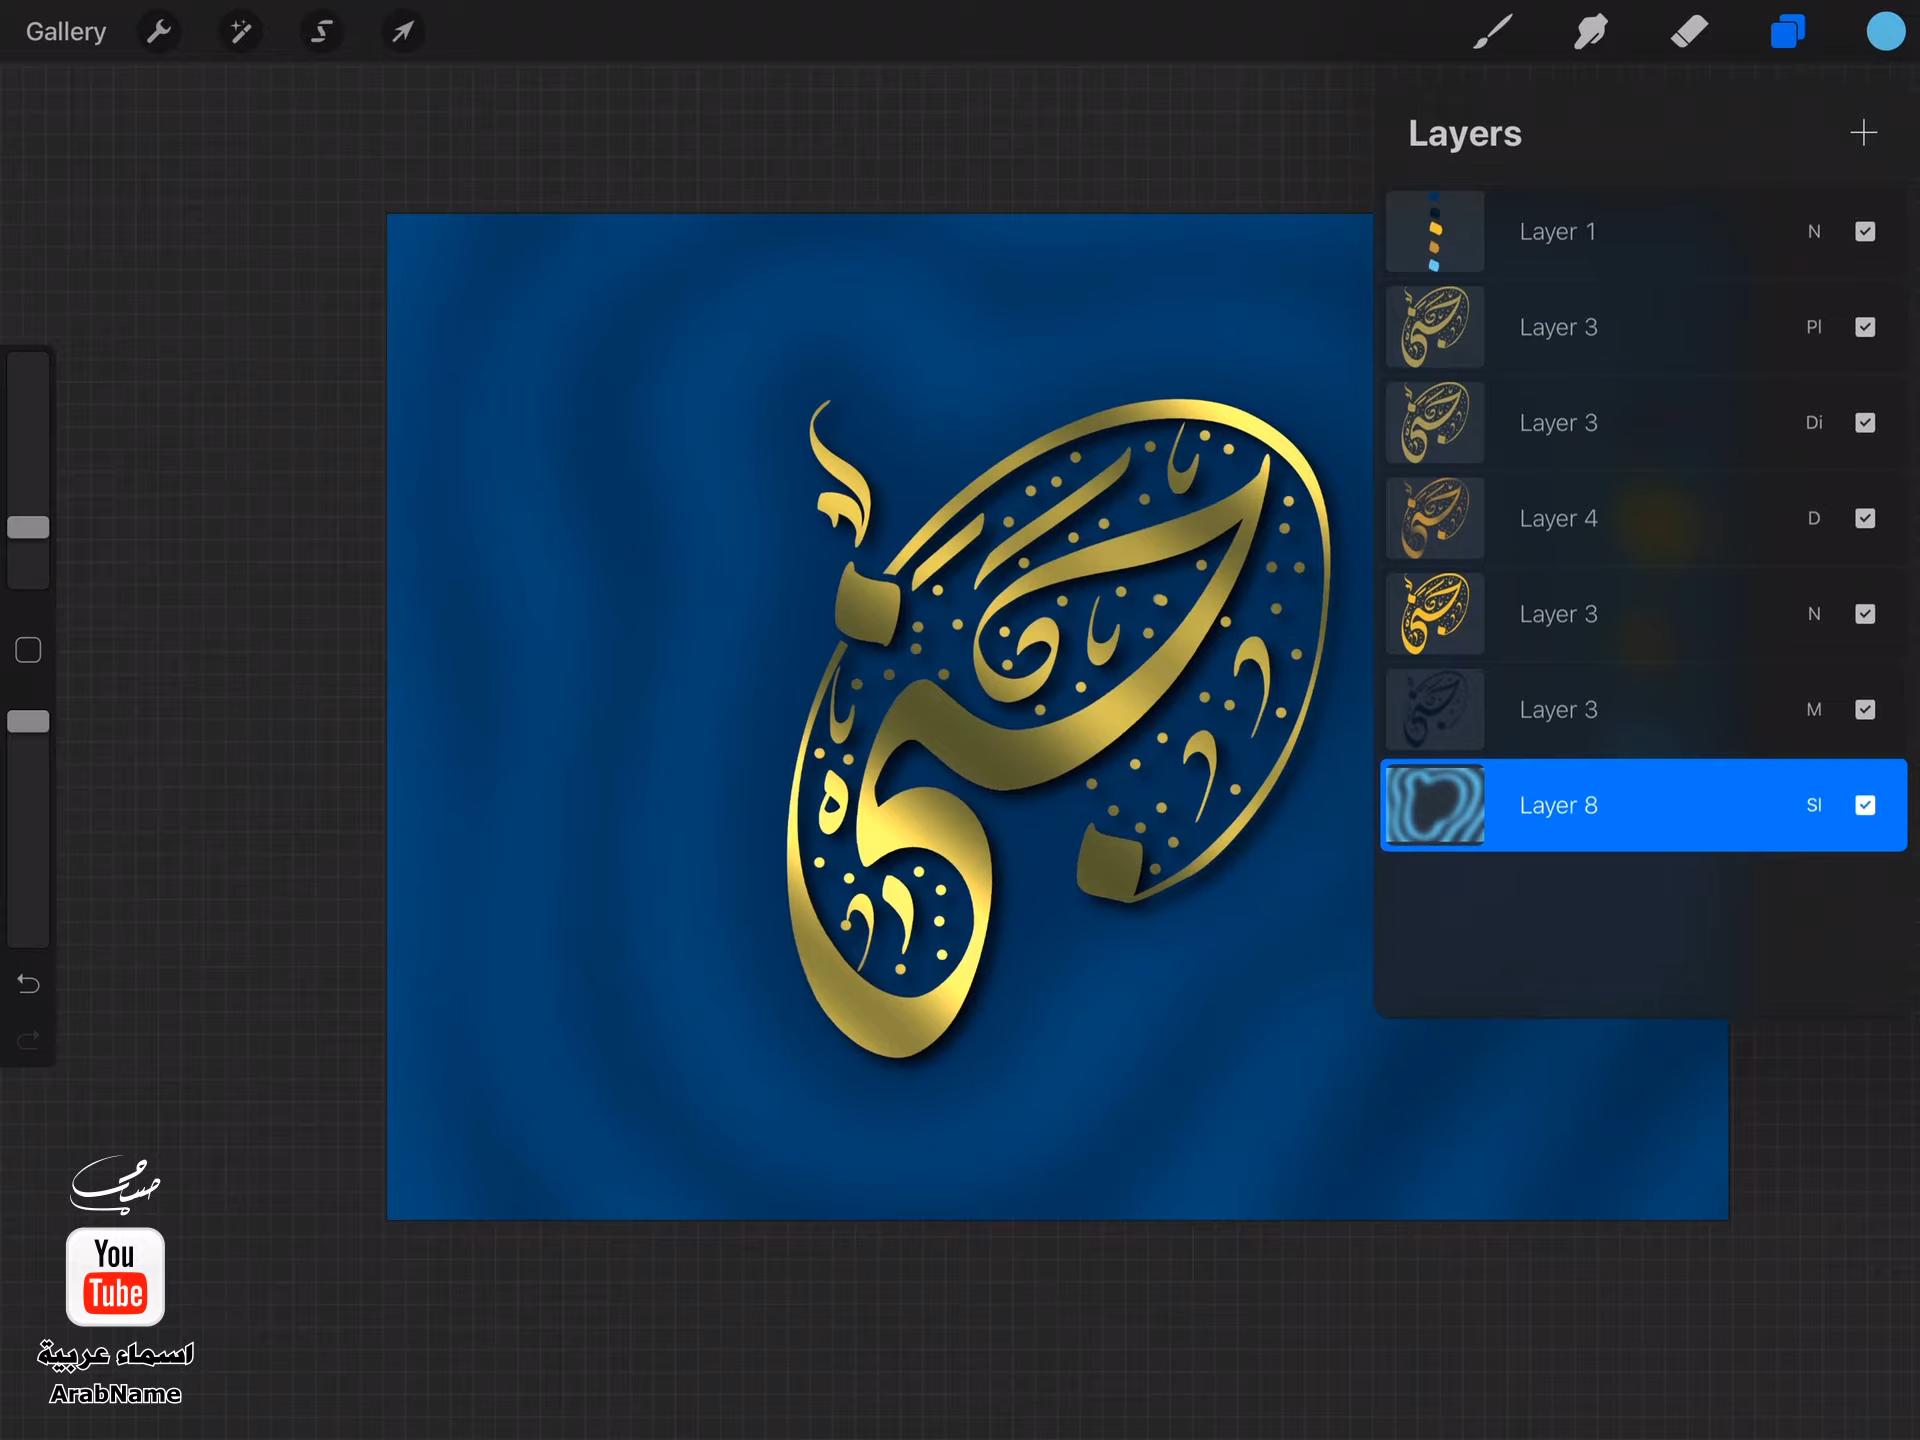 Gallery
Layers
Layer 1 N
Layer 3 Pl
Layer 3 Di
Layer 4 D
Layer 3 N
Layer 3 M
Layer 8 Sl
You
Tube
اسماء عربية
ArabName